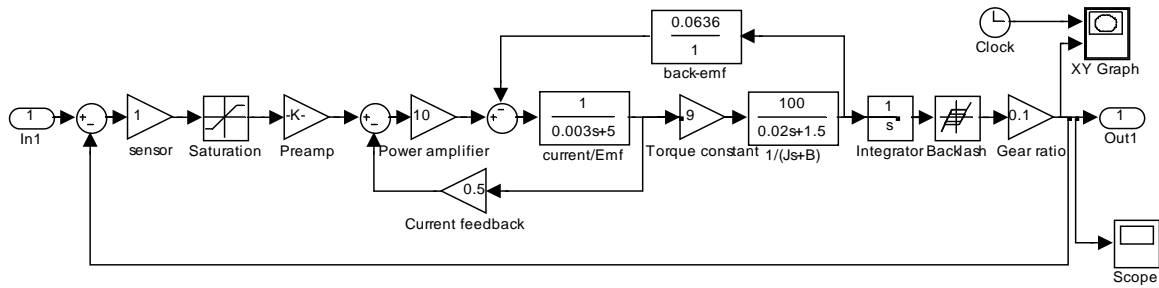 0.0636
1
back-emf
Clock
XY Graph
1
In1
+
-
1
sensor
Saturation
-K-
Preamp
+
-
10
Power amplifier
-
+
1
0.003s+5
current/Emf
9
Torque constant
100
0.02s+1.5
1/(Js+B)
1
s
Integrator
Backlash
0.1
Gear ratio
1
Out1
0.5
Current feedback
Scope